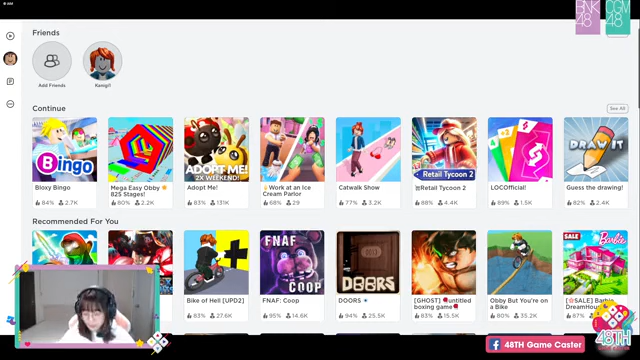 BNK 48
CGM 48
Friends
Add Friends
Continue
See All
Bingo
ADOPT ME!
2X WEEKEND!
Retail Tycoon 2
DRAW IT
Bloxy Bingo
Mega Easy Obby
825 Stages!
Adopt Me!
Work at an Ice
Cream Parlor
Catwalk Show
Retail Tycoon 2
LOCOfficial!
Guess the drawing!
84% 2.7K
80% 2.2K
83% 131K
68% 29
77% 3.2K
88% 4.4K
89% 1.5K
82% 2.4K
Recommended For You
FNAF
COOP
DOORS
SALE
Barbie
Bike of Hell [UPD2]
FNAF: Coop
DOORS
[GHOST] untitled
boxing game
Obby But You're on
a Bike
[SALE] Barbie
83% 27.6K
95% 14.6K
94% 25.5K
83% 15.5K
80% 35.2K
48TH Game Caster
48TH